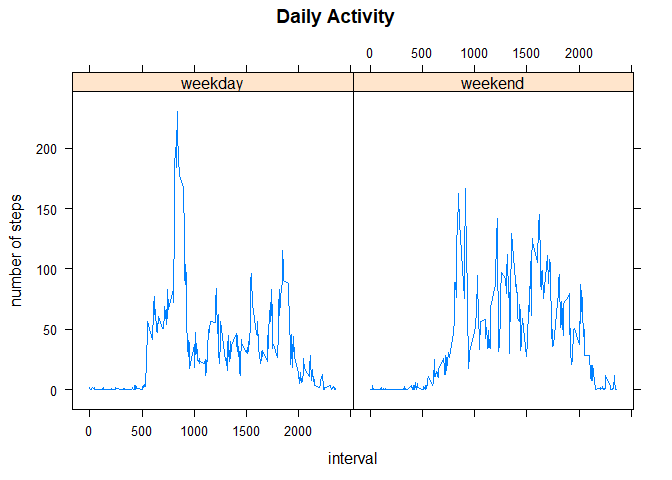 Daily Activity
0 500 1000 1500 2000
weekday weekend
200
150
100
50
0
number of steps
0 500 1000 1500 2000
interval